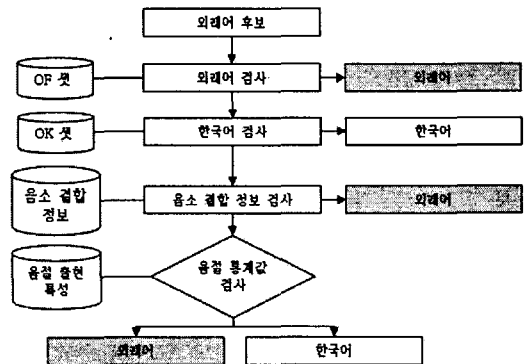 외래어 후보
OF 셋
외래어 검사
외래어
OK 셋
한국어 검사
한국어
음소 결합
정보
음소 결합 정보 검사
외래어
음절 출현
특성
음절 통계값
검사
외래어
한국어